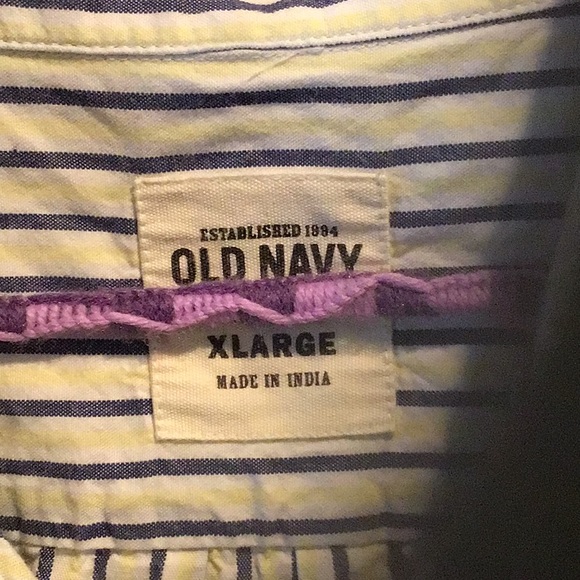 ESTABLISHED 1994
OLD NAVY
XLARGE
MADE IN INDIA